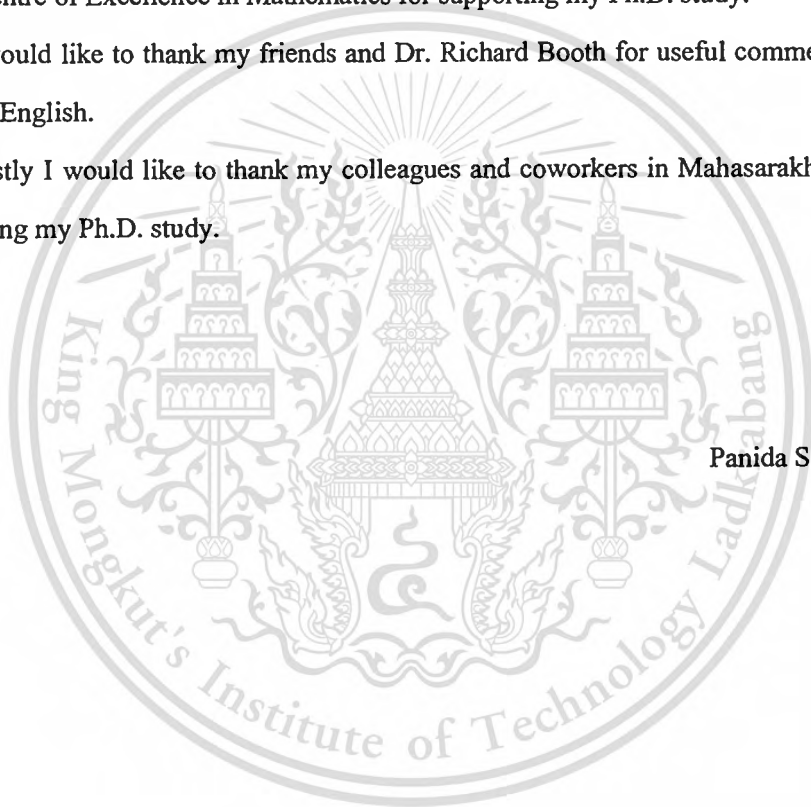 entre of Excellence in Mathematics for supporting my Ph.D. study.
ould like to thank my friends and Dr. Richard Booth for useful comme
English.
stly I would like to thank my colleagues and coworkers in Mahasarakh
ng my Ph.D. study.
Panida S
King Mongkut's Institute of Technology Ladkrabang